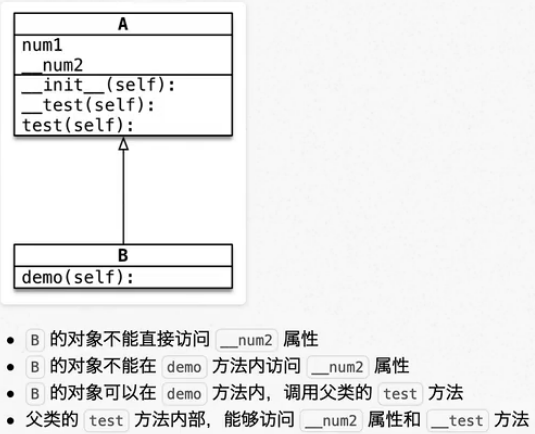 A
num1
__num2
__init__(self):
__test(self):
test(self):
B
demo(self):
• B 的对象不能直接访问 __num2 属性
• B 的对象不能在 demo 方法内访问 __num2 属性
• B 的对象可以在 demo 方法内，调用父类的 test 方法
• 父类的 test 方法内部，能够访问 __num2 属性和 __test 方法